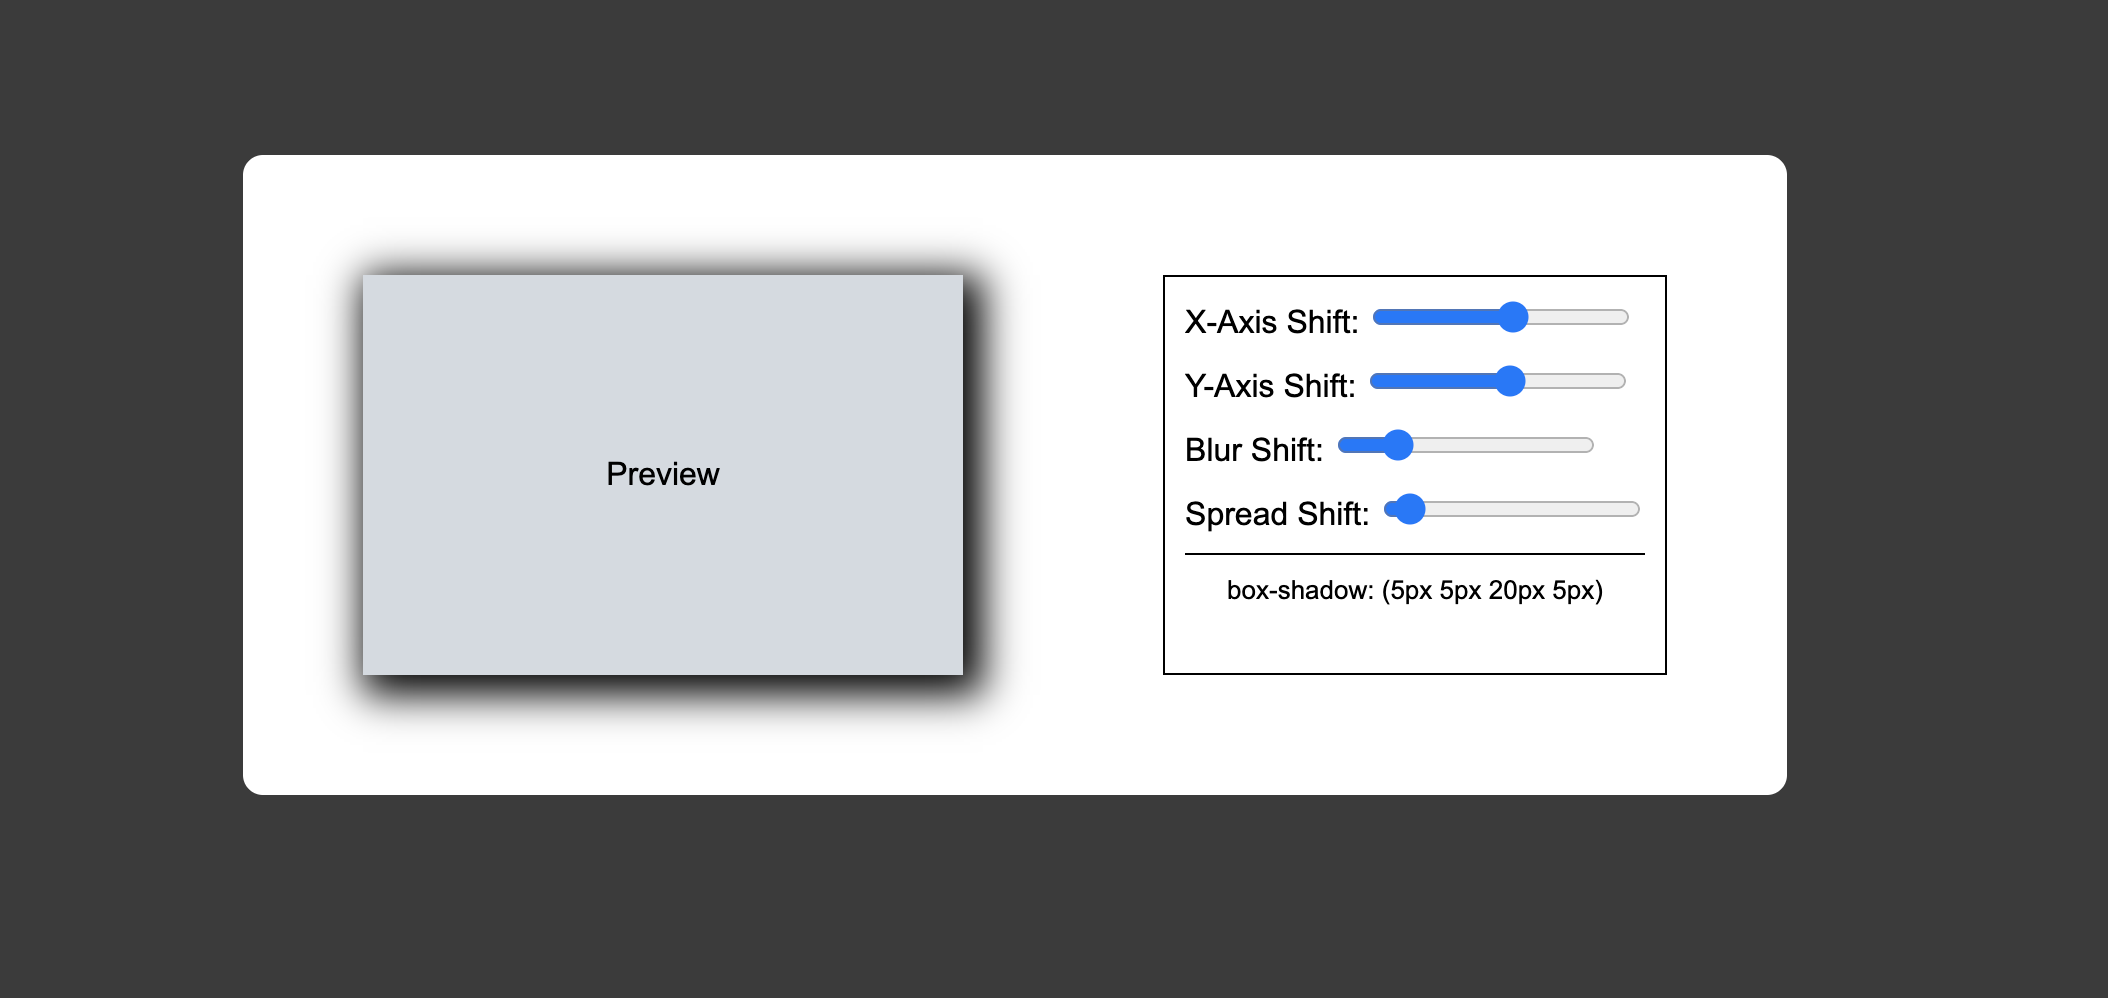 Preview
X-Axis Shift:
Y-Axis Shift:
Blur Shift:
Spread Shift:
box-shadow: (5px 5px 20px 5px)